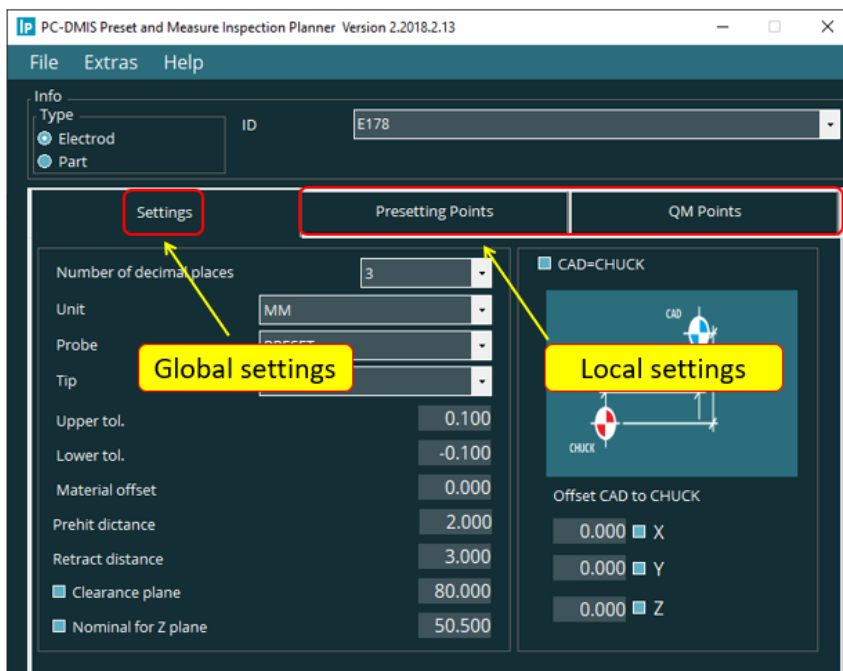 PC-DMIS Preset and Measure Inspection Planner Version 2.2018.2.13
File Extras Help
Info
Type
Electrod
Part
ID
E178
Settings
Presetting Points
QM Points
Number of decimal places
3
Unit
MM
Probe
Tip
Global settings
Upper tol.
0.100
Lower tol.
-0.100
Material offset
0.000
Prehit dictance
2.000
Retract distance
3.000
Clearance plane
80.000
Nominal for Z plane
50.500
CAD=CHUCK
CAD
Local settings
CHUCK
Offset CAD to CHUCK
0.000 X
0.000 Y
0.000 Z